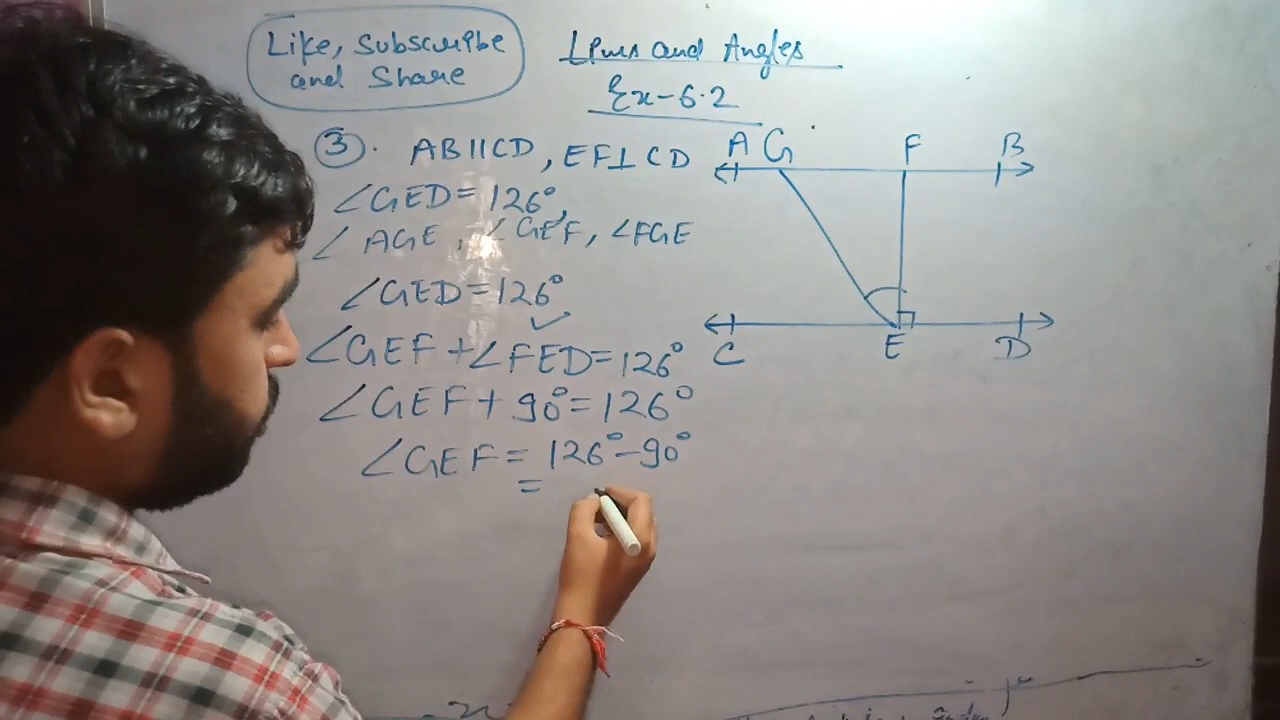 Like, Subscribe
and Share
Lines and Angles
Ex-6.2
3. AB||CD, EF⊥CD
∠GED=126°,
∠AGE, ∠GEF, ∠FGE
∠GED=126°
∠GEF+∠FED=126°
∠GEF+90°=126°
∠GEF=126°-90°
=
A G F B
C E D